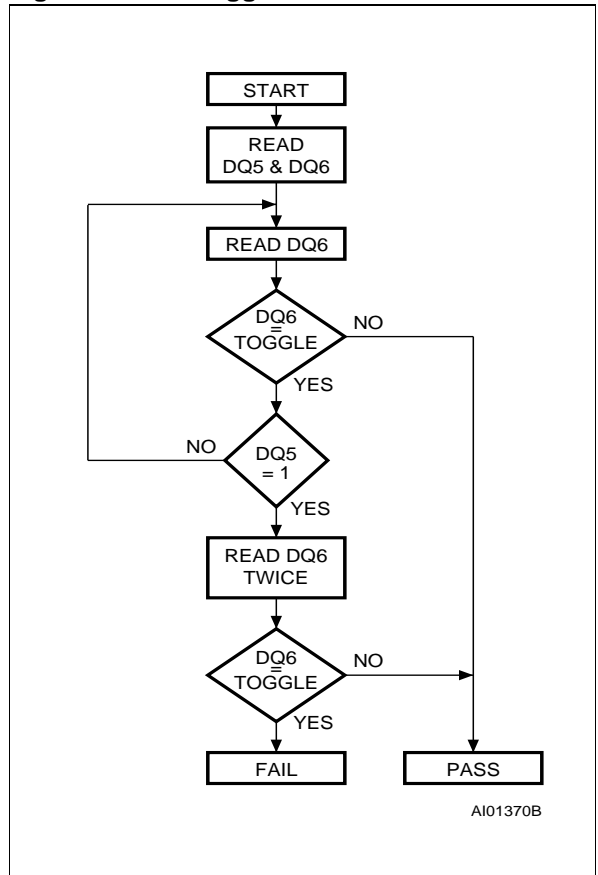 START
READ
DQ5 & DQ6
READ DQ6
DQ6
=
TOGGLE
NO
YES
NO
DQ5
= 1
YES
READ DQ6
TWICE
DQ6
=
TOGGLE
NO
YES
FAIL
PASS
AI01370B